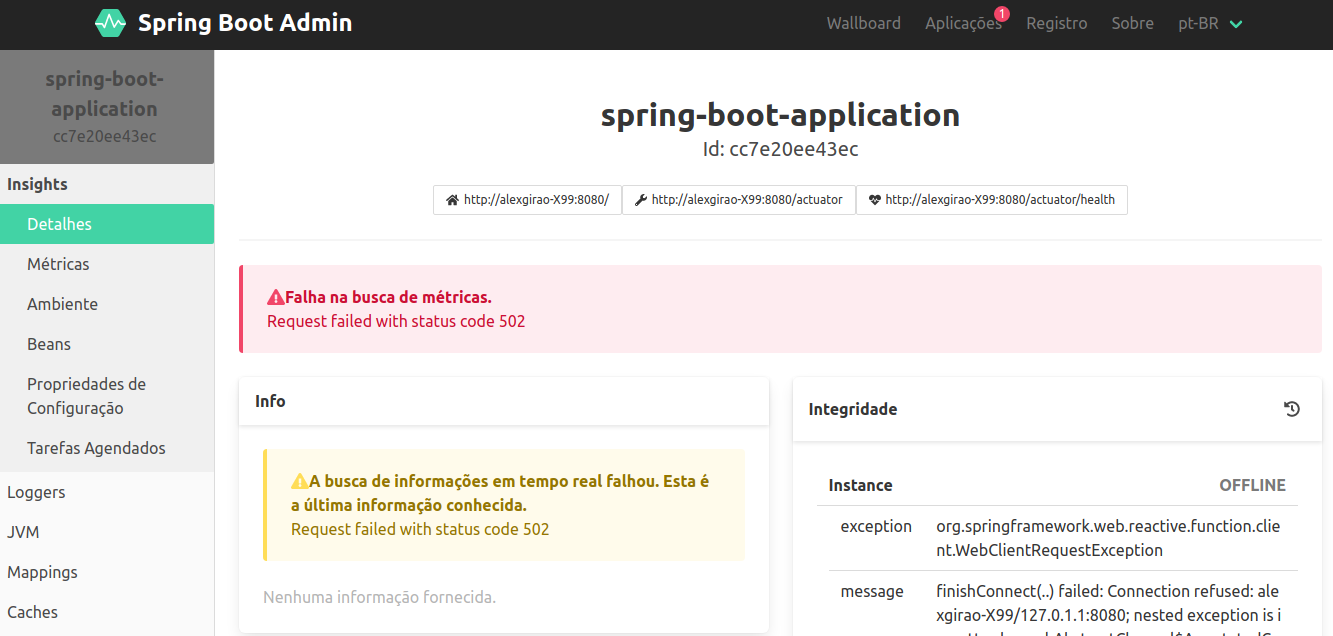 Spring Boot Admin
Wallboard Aplicações 1 Registro Sobre pt-BR
spring-boot-
application
cc7e20ee43ec
Insights
Detalhes
Métricas
Ambiente
Beans
Propriedades de
Configuração
Tarefas Agendados
Loggers
JVM
Mappings
Caches
spring-boot-application
Id: cc7e20ee43ec
http://alexgirao-X99:8080/ http://alexgirao-X99:8080/actuator http://alexgirao-X99:8080/actuator/health
Falha na busca de métricas.
Request failed with status code 502
Info
A busca de informações em tempo real falhou. Esta é
a última informação conhecida.
Request failed with status code 502
Nenhuma informação fornecida.
Integridade
Instance OFFLINE
exception org.springframework.web.reactive.function.clie
nt.WebClientRequestException
message finishConnect(..) failed: Connection refused: ale
xgirao-X99/127.0.1.1:8080; nested exception is i